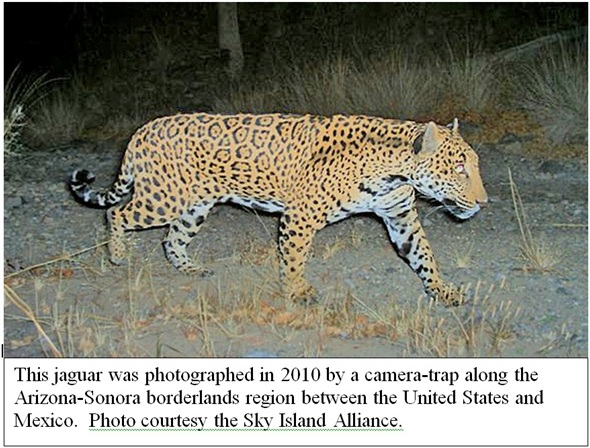 This jaguar was photographed in 2010 by a camera-trap along the
Arizona-Sonora borderlands region between the United States and
Mexico.  Photo courtesy the Sky Island Alliance.